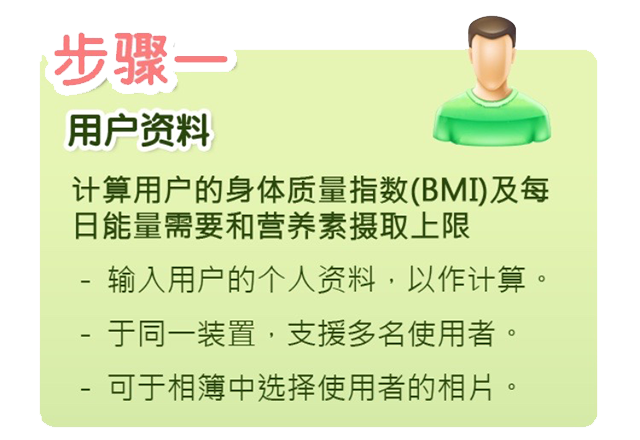 步骤一
用户资料
计算用户的身体质量指数(BMI)及每
日能量需要和营养素摄取上限
- 输入用户的个人资料，以作计算。
- 于同一装置，支援多名使用者。
- 可于相簿中选择使用者的相片。